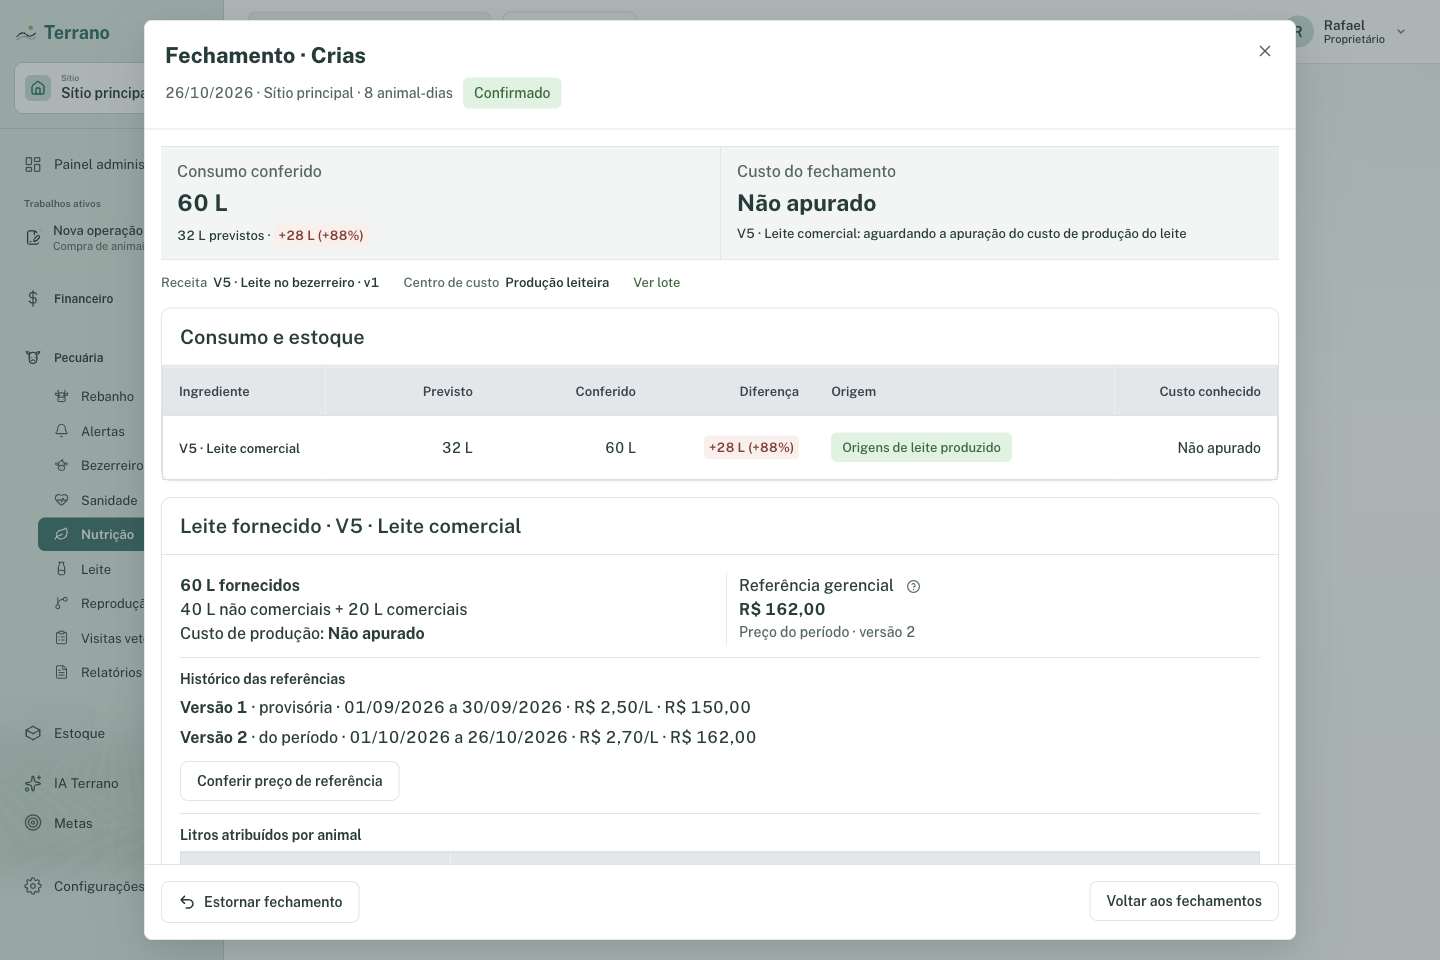 Terrano
Sítio
Sítio principa
Rafael
Proprietário
Painel adminis
Trabalhos ativos
Nova operação
Compra de animai
Financeiro
Pecuária
Rebanho
Alertas
Bezerreiro
Sanidade
Nutrição
Leite
Reproduçã
Visitas vet
Relatórios
Estoque
IA Terrano
Metas
Configurações
Fechamento · Crias
26/10/2026 · Sítio principal · 8 animal-dias Confirmado
Consumo conferido
60 L
32 L previstos · +28 L (+88%)
Custo do fechamento
Não apurado
V5 · Leite comercial: aguardando a apuração do custo de produção do leite
Receita V5 · Leite no bezerreiro · v1 Centro de custo Produção leiteira Ver lote
Consumo e estoque
Ingrediente Previsto Conferido Diferença Origem Custo conhecido
V5 · Leite comercial 32 L 60 L +28 L (+88%) Origens de leite produzido Não apurado
Leite fornecido · V5 · Leite comercial
60 L fornecidos
40 L não comerciais + 20 L comerciais
Custo de produção: Não apurado
Referência gerencial
R$ 162,00
Preço do período · versão 2
Histórico das referências
Versão 1 · provisória · 01/09/2026 a 30/09/2026 · R$ 2,50/L · R$ 150,00
Versão 2 · do período · 01/10/2026 a 26/10/2026 · R$ 2,70/L · R$ 162,00
Conferir preço de referência
Litros atribuídos por animal
Estornar fechamento
Voltar aos fechamentos